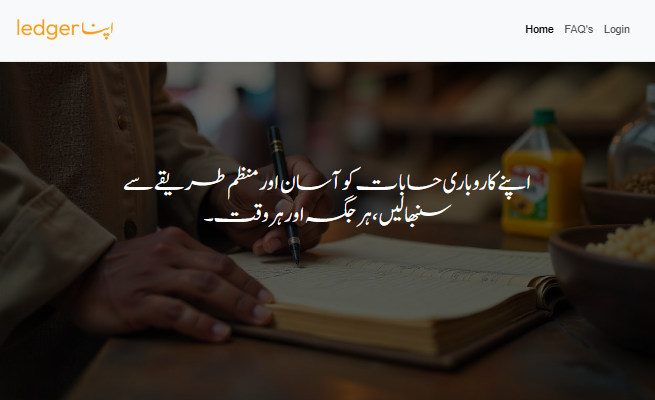 ledger اپنا
Home FAQ's Login
اپنے کاروباری حسابات کو آسان اور منظم طریقے سے
سنبھالیں، ہر جگہ اور ہر وقت۔